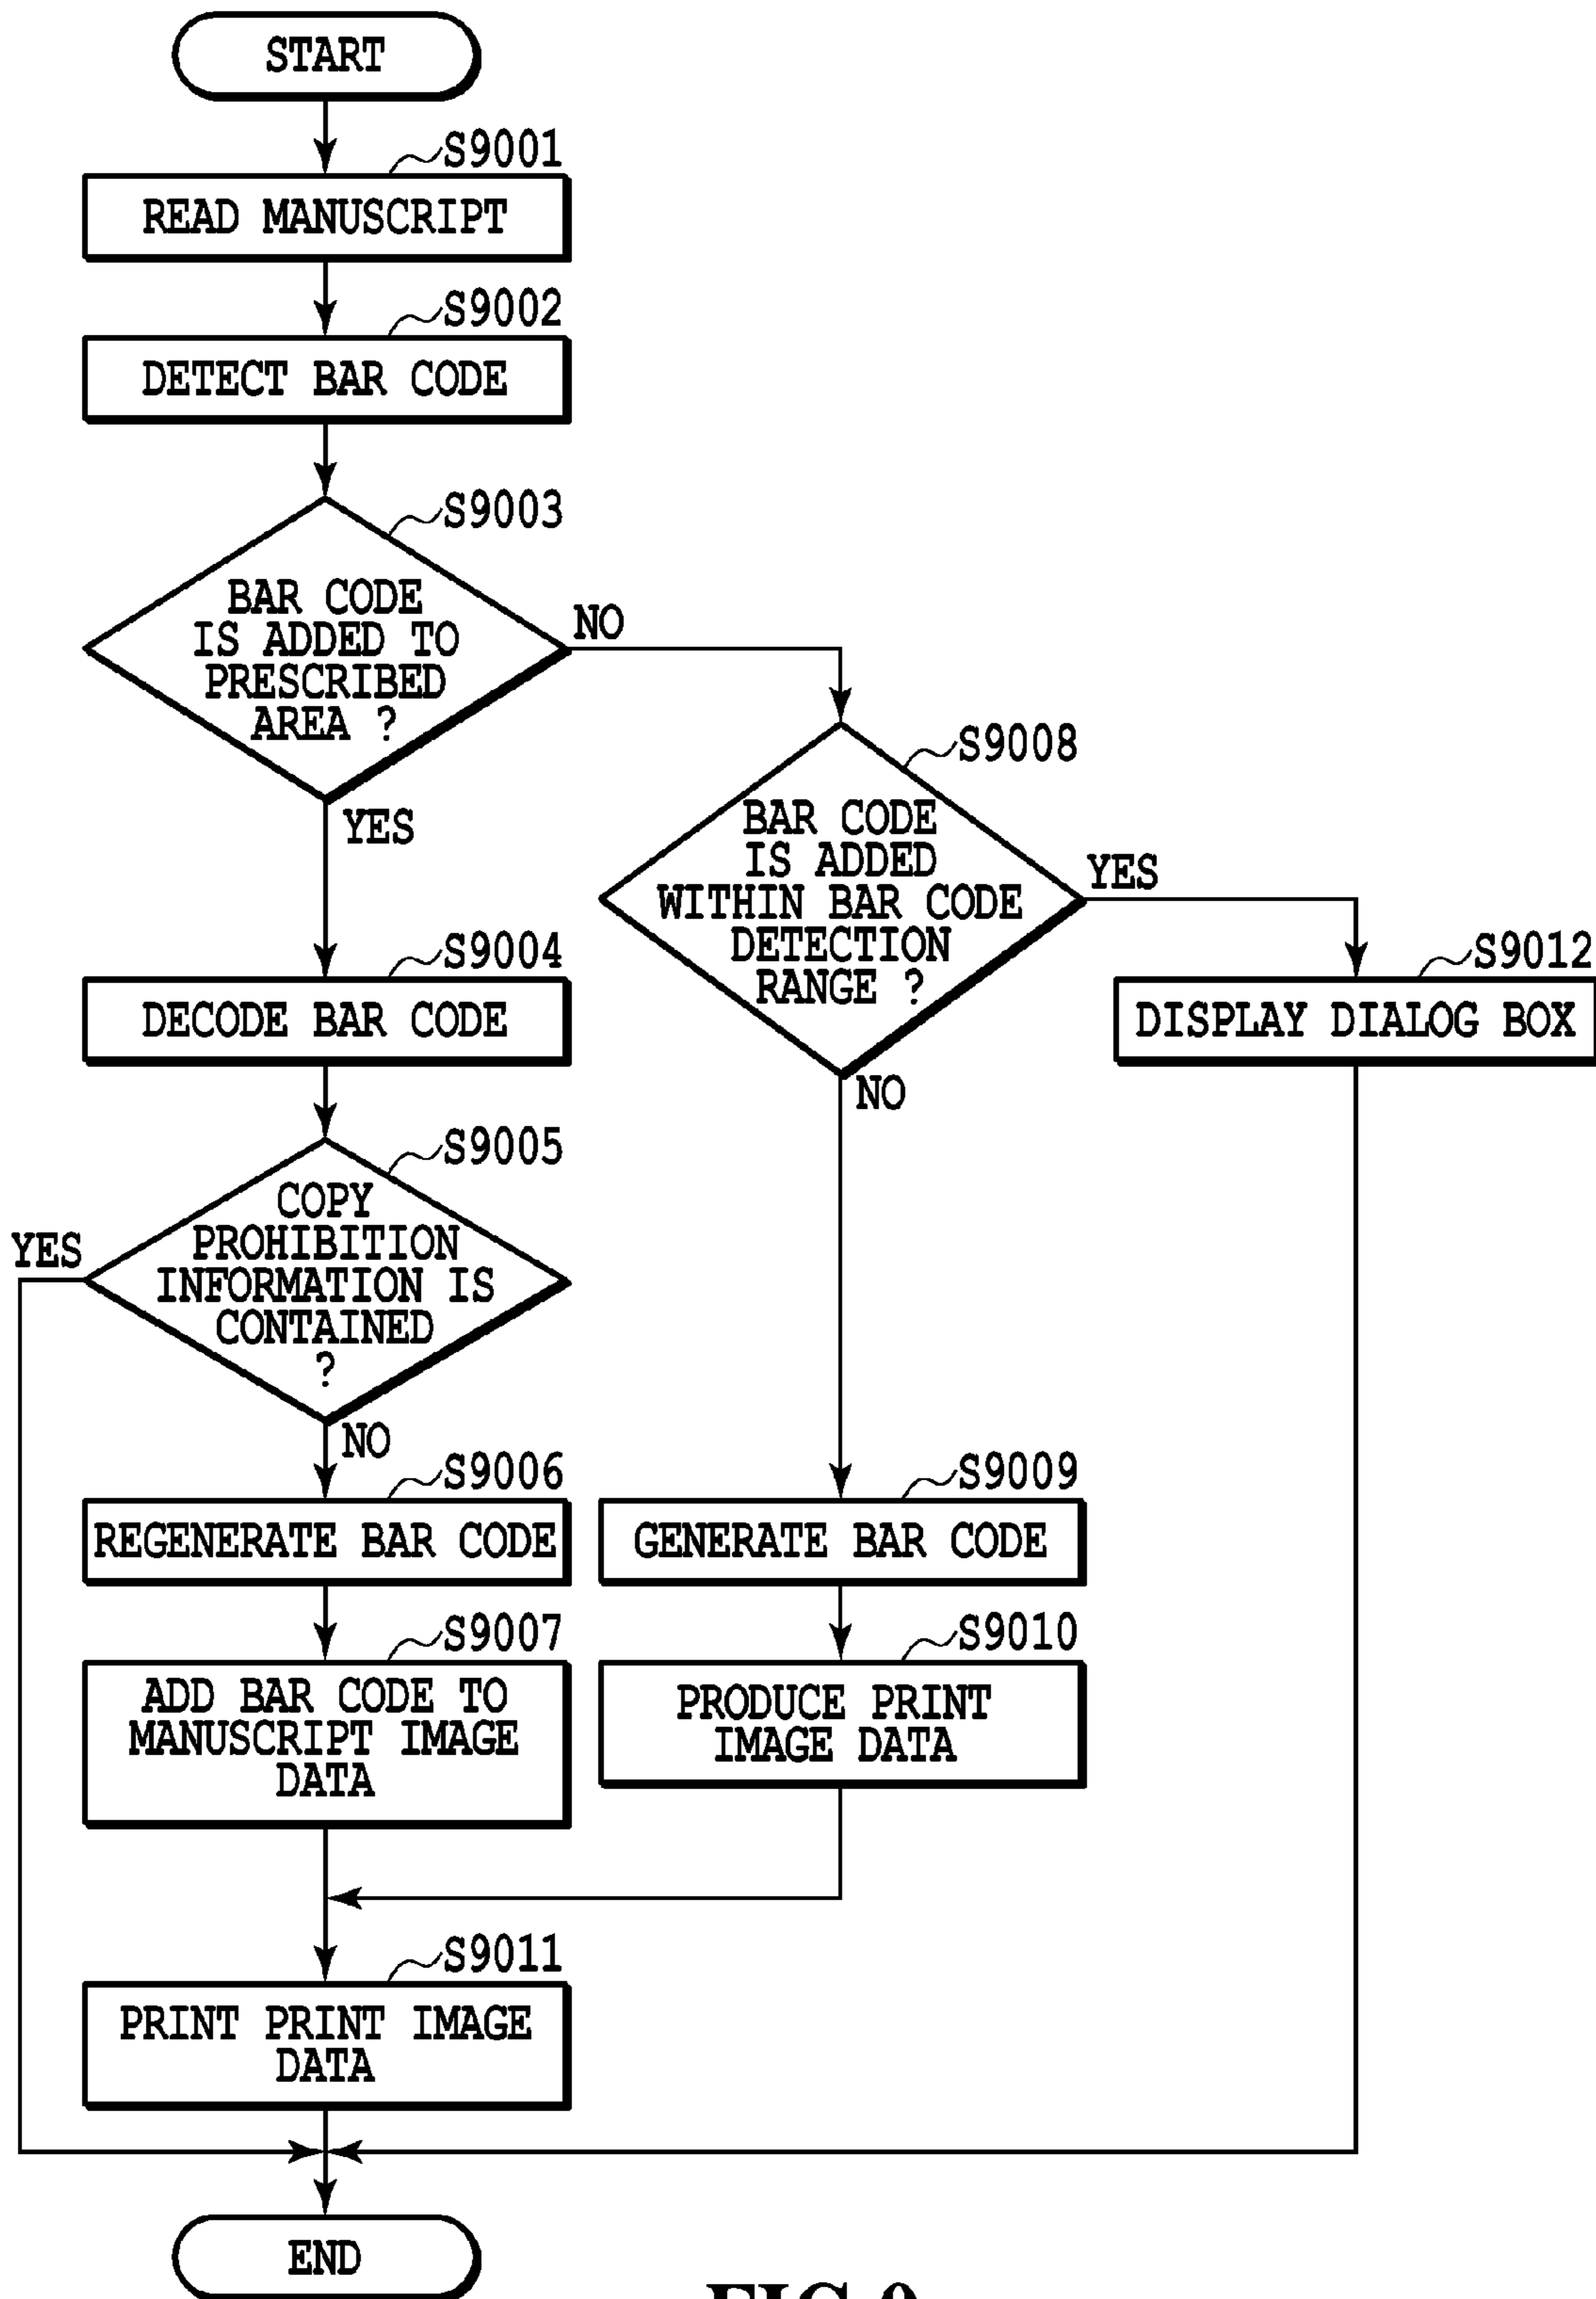 START
S9001
READ MANUSCRIPT
S9002
DETECT BAR CODE
S9003
BAR CODE
IS ADDED TO
PRESCRIBED
AREA ?
NO
YES
S9008
BAR CODE
IS ADDED
WITHIN BAR CODE
DETECTION
RANGE ?
YES
NO
S9012
DISPLAY DIALOG BOX
S9004
DECODE BAR CODE
S9005
COPY
PROHIBITION
INFORMATION IS
CONTAINED
?
YES
NO
S9006
REGENERATE BAR CODE
S9009
GENERATE BAR CODE
S9007
ADD BAR CODE TO
MANUSCRIPT IMAGE
DATA
S9010
PRODUCE PRINT
IMAGE DATA
S9011
PRINT PRINT IMAGE
DATA
END